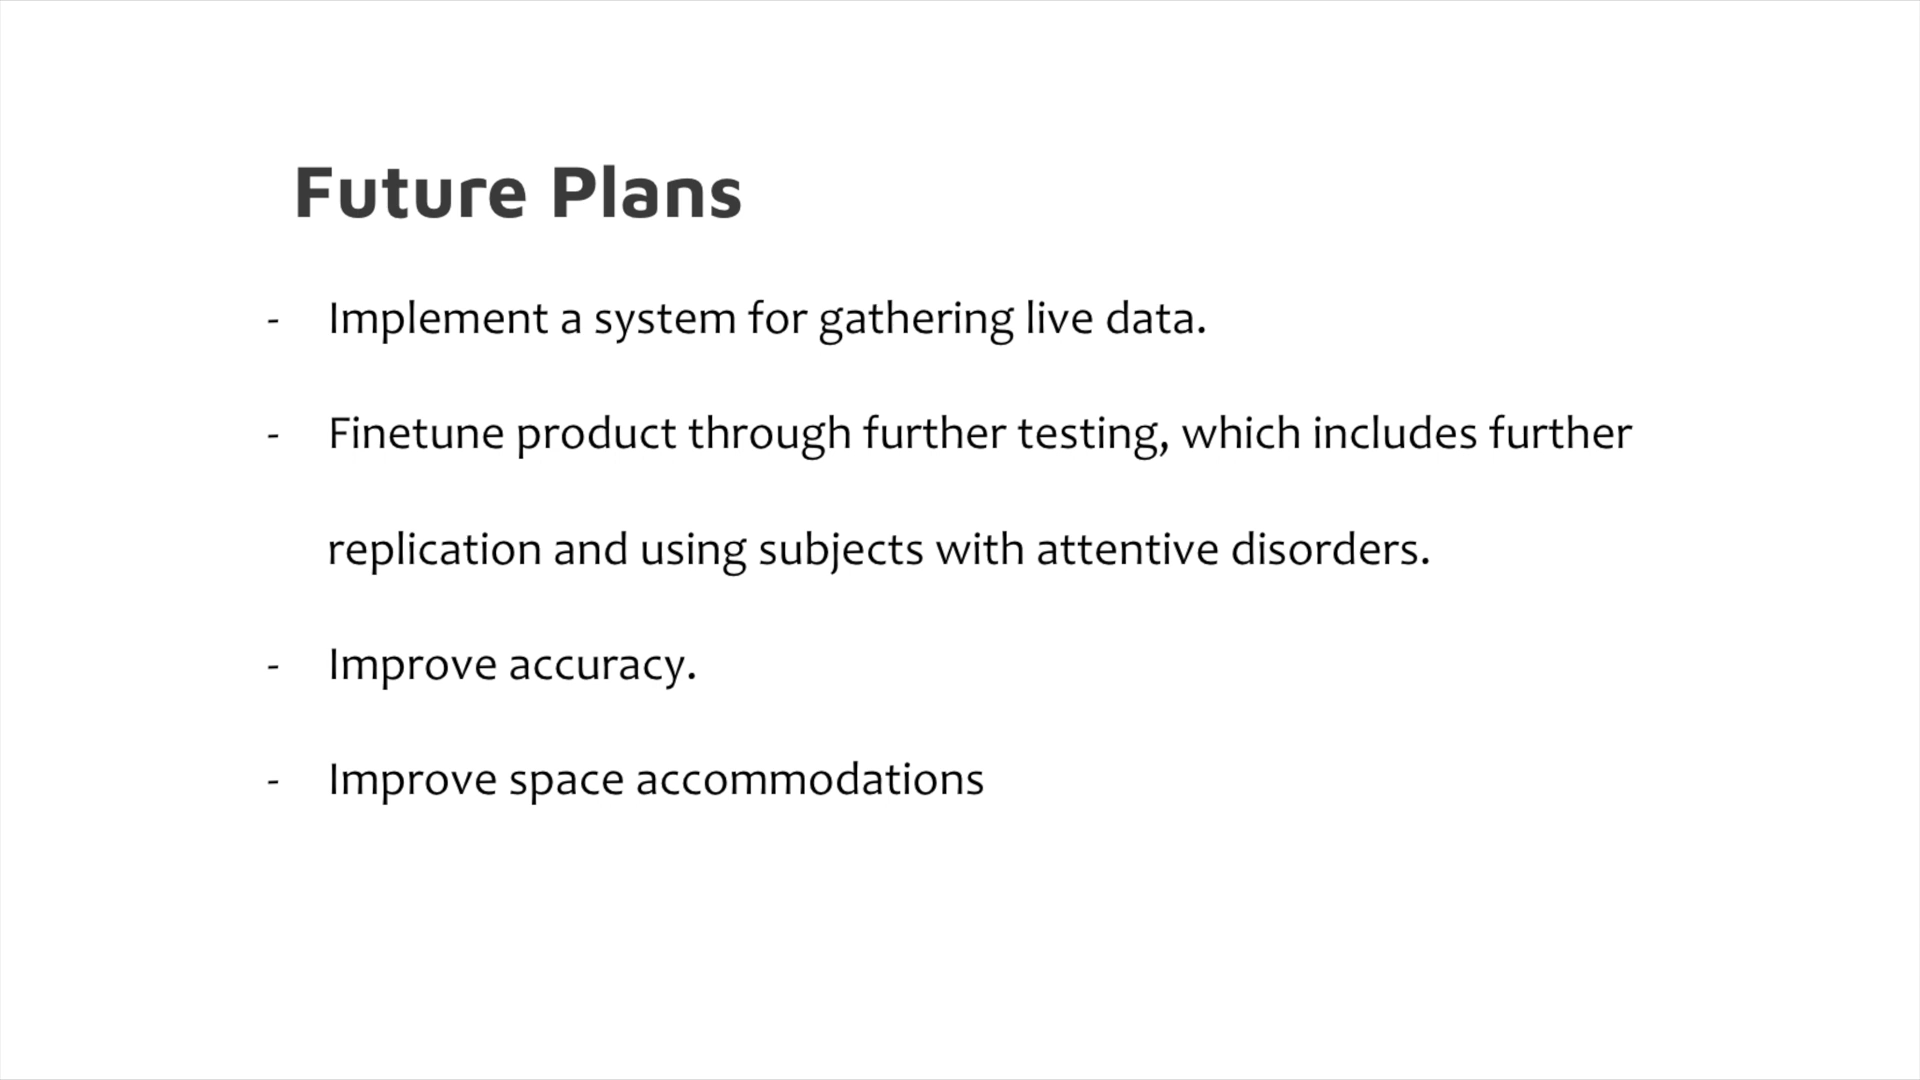 Future Plans
- Implement a system for gathering live data.
- Finetune product through further testing, which includes further
replication and using subjects with attentive disorders.
- Improve accuracy.
- Improve space accommodations